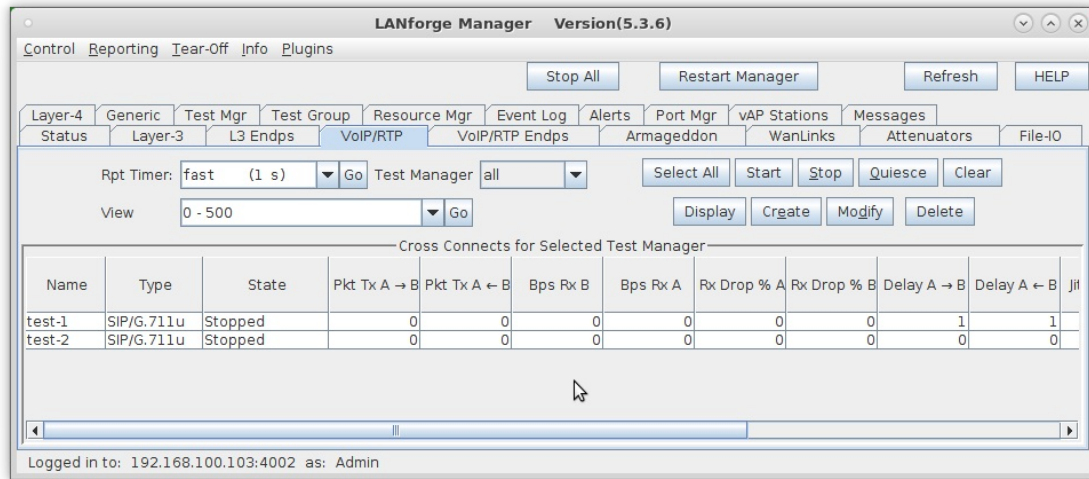 LANforge Manager Version(5.3.6)
Control Reporting Tear-Off Info Plugins
Stop All Restart Manager Refresh HELP
Layer-4 Generic Test Mgr Test Group Resource Mgr Event Log Alerts Port Mgr vAP Stations Messages
Status Layer-3 L3 Endps VoIP/RTP VoIP/RTP Endps Armageddon WanLinks Attenuators File-IO
Rpt Timer: fast (1 s) Go Test Manager all Select All Start Stop Quiesce Clear
View 0 - 500 Go Display Create Modify Delete
Cross Connects for Selected Test Manager
Name Type State Pkt Tx A → B Pkt Tx A ← B Bps Rx B Bps Rx A Rx Drop % A Rx Drop % B Delay A → B Delay A ← B Jit
test-1 SIP/G.711u Stopped 0 0 0 0 0 0 1 1
test-2 SIP/G.711u Stopped 0 0 0 0 0 0 0 0
Logged in to: 192.168.100.103:4002 as: Admin